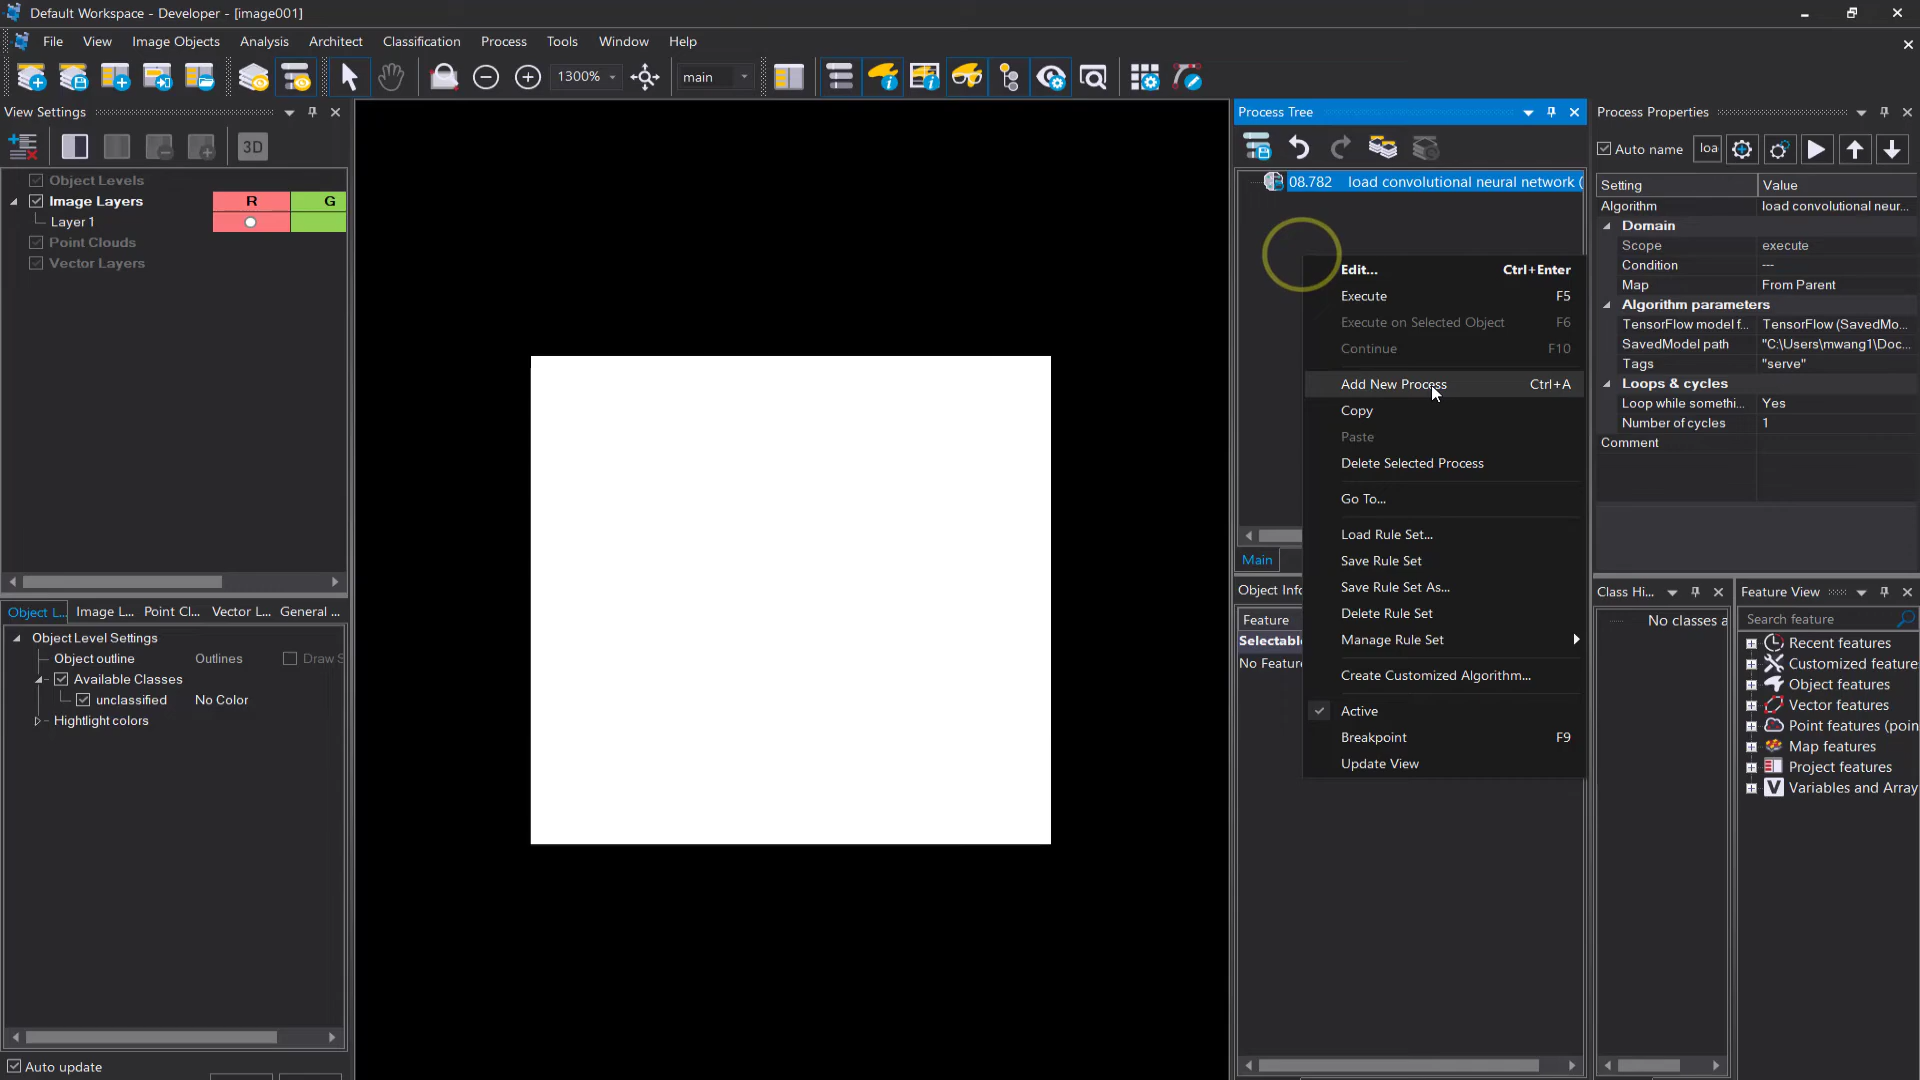 Default Workspace - Developer - [image001]
File View Image Objects Analysis Architect Classification Process Tools Window Help
1300% main
View Settings
3D
Object Levels
Image Layers R G
Layer 1
Point Clouds
Vector Layers
Object L... Image L... Point Cl... Vector L... General ...
Object Level Settings
Object outline Outlines Draw S
Available Classes
unclassified No Color
Hightlight colors
Auto update
Process Tree
08.782 load convolutional neural network (
Edit... Ctrl+Enter
Execute F5
Execute on Selected Object F6
Continue F10
Add New Process Ctrl+A
Copy
Paste
Delete Selected Process
Go To...
Load Rule Set...
Save Rule Set
Save Rule Set As...
Delete Rule Set
Manage Rule Set
Create Customized Algorithm...
Active
Breakpoint F9
Update View
Main
Object Info
Feature
Selectable
No Feature
Process Properties
Auto name loa
Setting Value
Algorithm load convolutional neur...
Domain
Scope execute
Condition ---
Map From Parent
Algorithm parameters
TensorFlow model f... TensorFlow (SavedMo...
SavedModel path "C:\Users\mwang1\Doc...
Tags "serve"
Loops & cycles
Loop while somethi... Yes
Number of cycles 1
Comment
Class Hi...
No classes a
Feature View
Search feature
Recent features
Customized feature
Object features
Vector features
Point features (poin
Map features
Project features
V Variables and Array